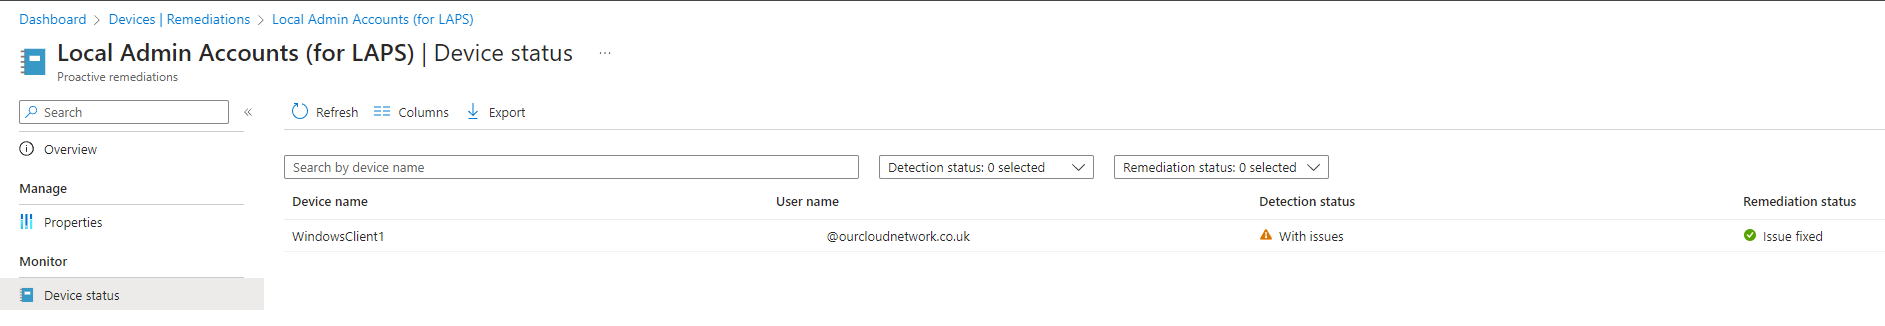 Dashboard > Devices | Remediations > Local Admin Accounts (for LAPS)
Local Admin Accounts (for LAPS) | Device status ...
Proactive remediations
Search «
Refresh Columns Export
Overview
Search by device name Detection status: 0 selected Remediation status: 0 selected
Manage
Device name User name Detection status Remediation status
Properties
WindowsClient1 @ourcloudnetwork.co.uk With issues Issue fixed
Monitor
Device status